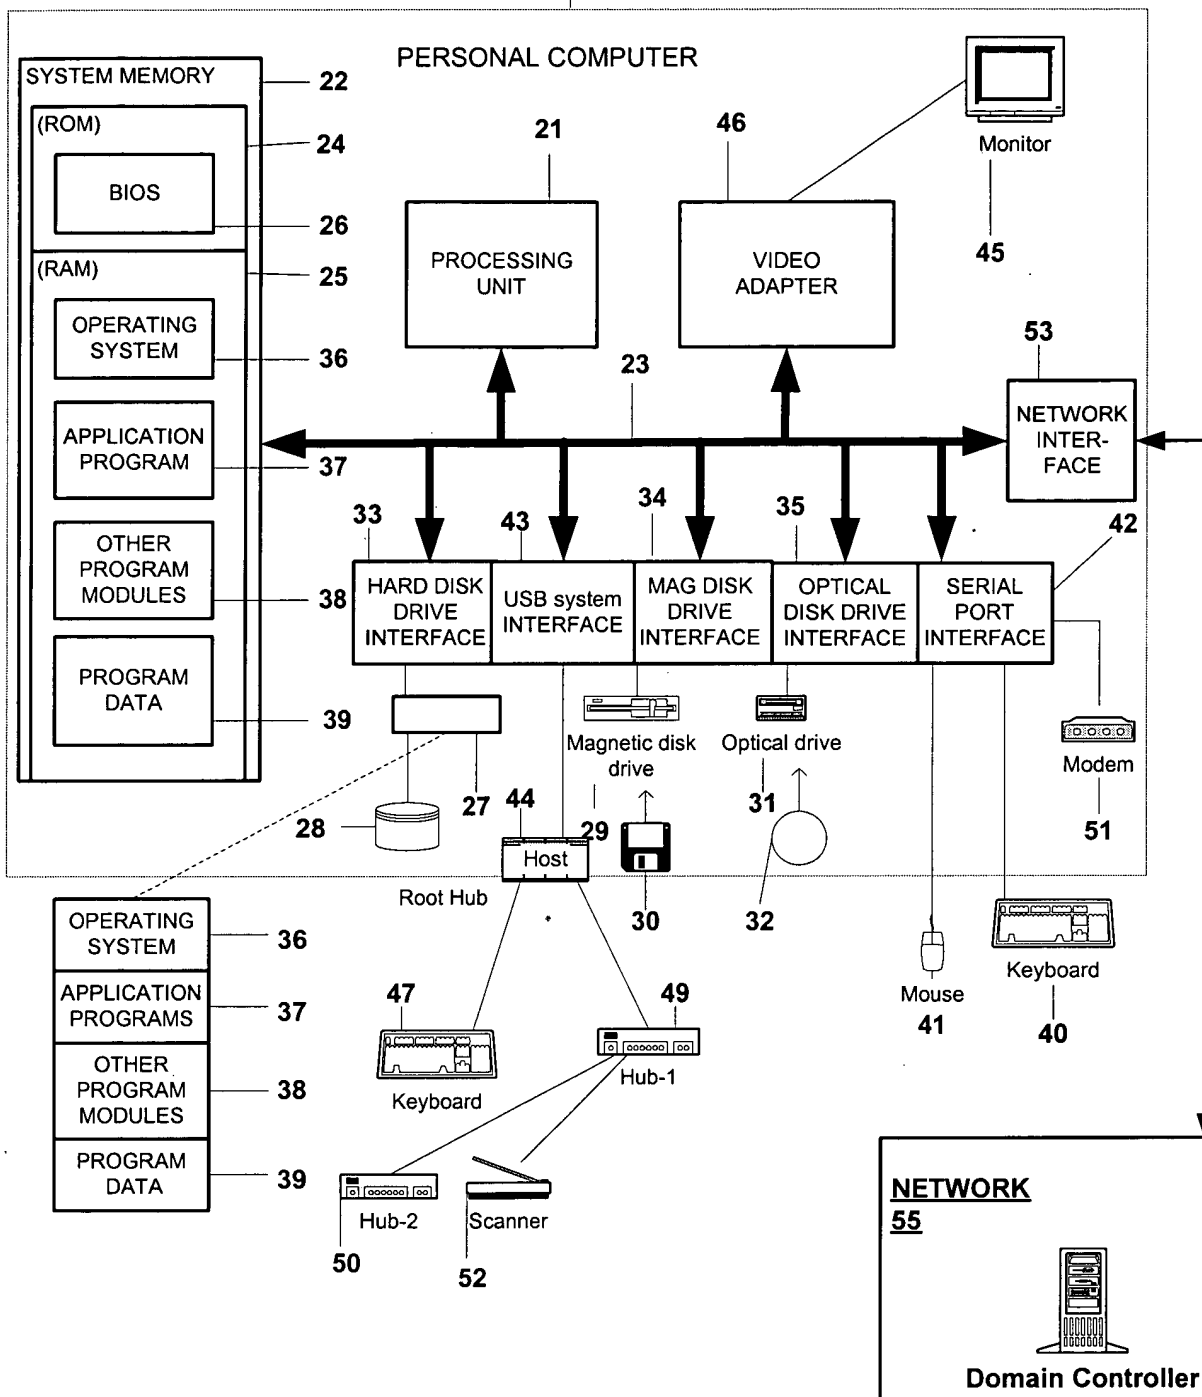 PERSONAL COMPUTER
SYSTEM MEMORY
22
(ROM)
24
BIOS
26
(RAM)
25
OPERATING
SYSTEM
36
APPLICATION
PROGRAM
37
OTHER
PROGRAM
MODULES
38
PROGRAM
DATA
39
21
PROCESSING
UNIT
46
VIDEO
ADAPTER
Monitor
45
23
53
NETWORK
INTER-
FACE
33
HARD DISK
DRIVE
INTERFACE
43
USB system
INTERFACE
34
MAG DISK
DRIVE
INTERFACE
35
OPTICAL
DISK DRIVE
INTERFACE
42
SERIAL
PORT
INTERFACE
27
28
Magnetic disk
drive
29
Optical drive
31
Modem
51
44
Host
Root Hub
30
32
OPERATING
SYSTEM
36
APPLICATION
PROGRAMS
37
OTHER
PROGRAM
MODULES
38
PROGRAM
DATA
39
47
Keyboard
49
Hub-1
Mouse
41
Keyboard
40
Hub-2
50
Scanner
52
NETWORK
55
Domain Controller